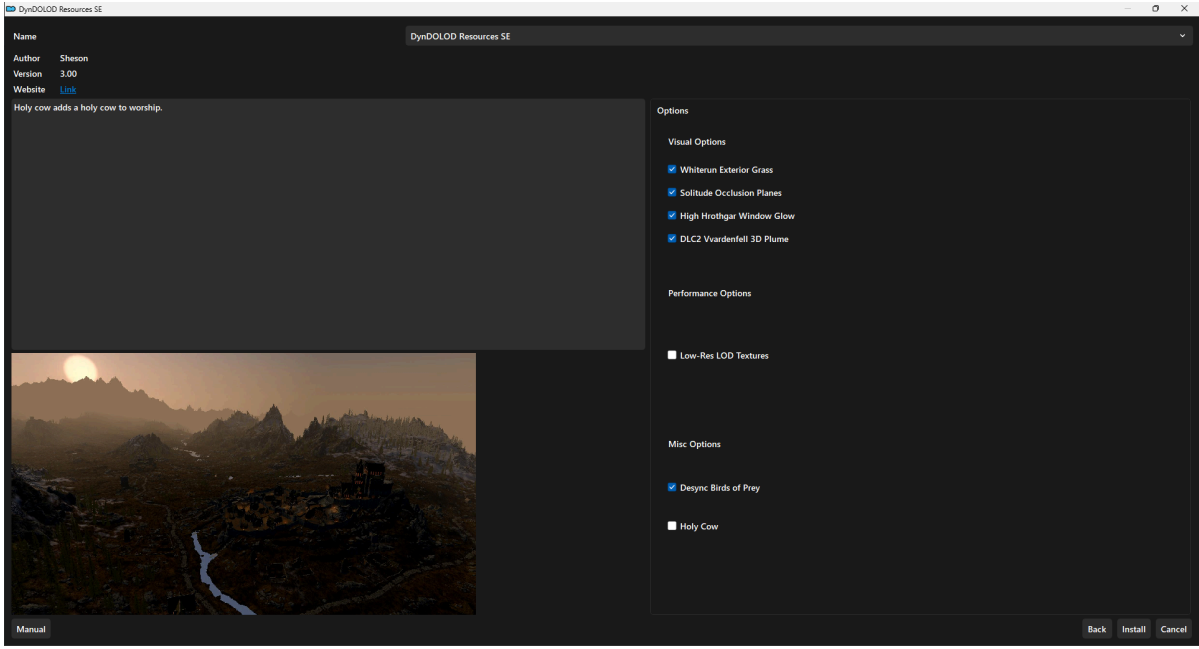 DynDOLOD Resources SE
Name
DynDOLOD Resources SE
Author Sheson
Version 3.00
Website Link
Holy cow adds a holy cow to worship.
Options
Visual Options
Whiterun Exterior Grass
Solitude Occlusion Planes
High Hrothgar Window Glow
DLC2 Vvardenfell 3D Plume
Performance Options
Low-Res LOD Textures
Misc Options
Desync Birds of Prey
Holy Cow
Manual
Back Install Cancel